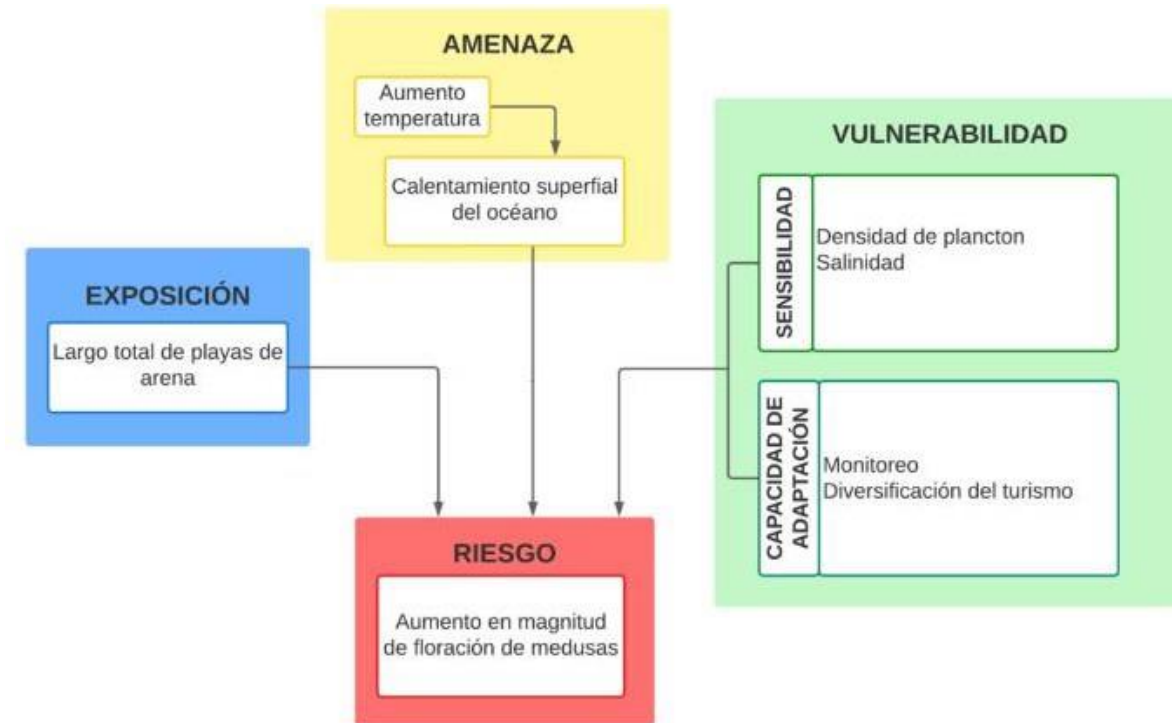 AMENAZA
Aumento
temperatura
Calentamiento superfial
del océano
EXPOSICIÓN
Largo total de playas de
arena
VULNERABILIDAD
SENSIBILIDAD
Densidad de plancton
Salinidad
CAPACIDAD DE
ADAPTACIÓN
Monitoreo
Diversificación del turismo
RIESGO
Aumento en magnitud
de floración de medusas